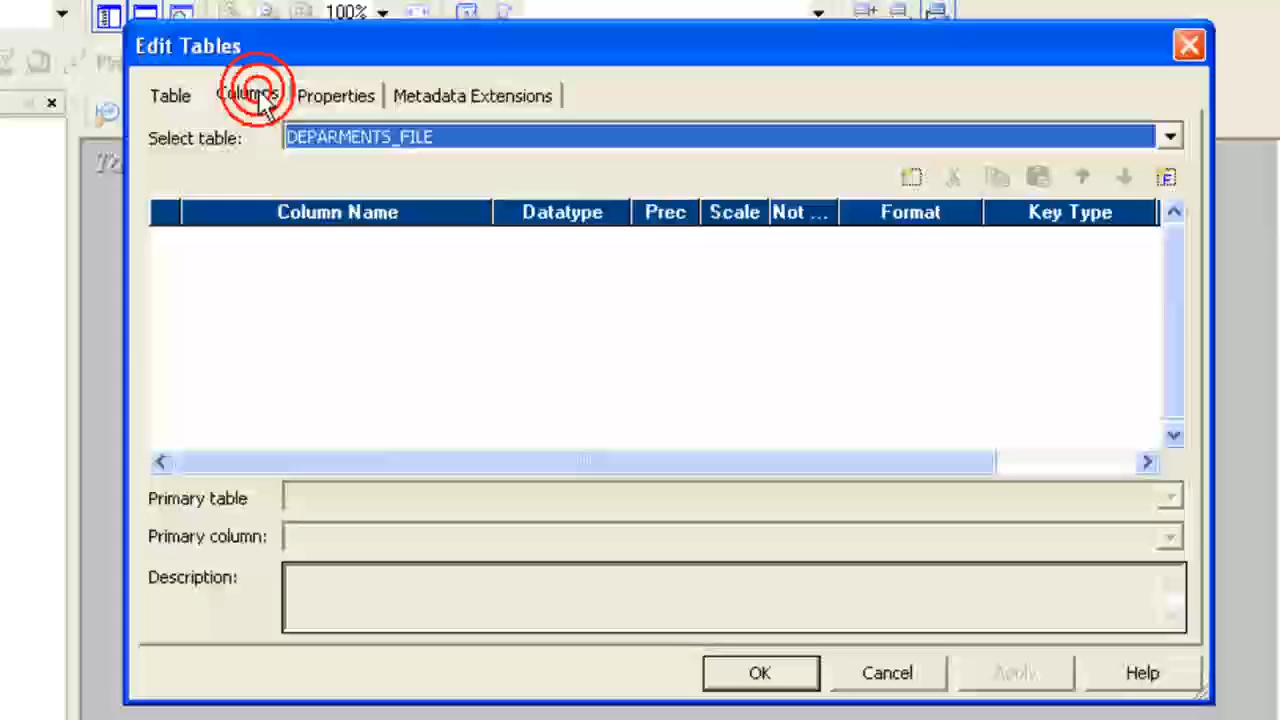 100%
Edit Tables
Table Columns Properties Metadata Extensions
Select table: DEPARMENTS_FILE
Column Name Datatype Prec Scale Not ... Format Key Type
Primary table
Primary column:
Description:
OK Cancel Apply Help